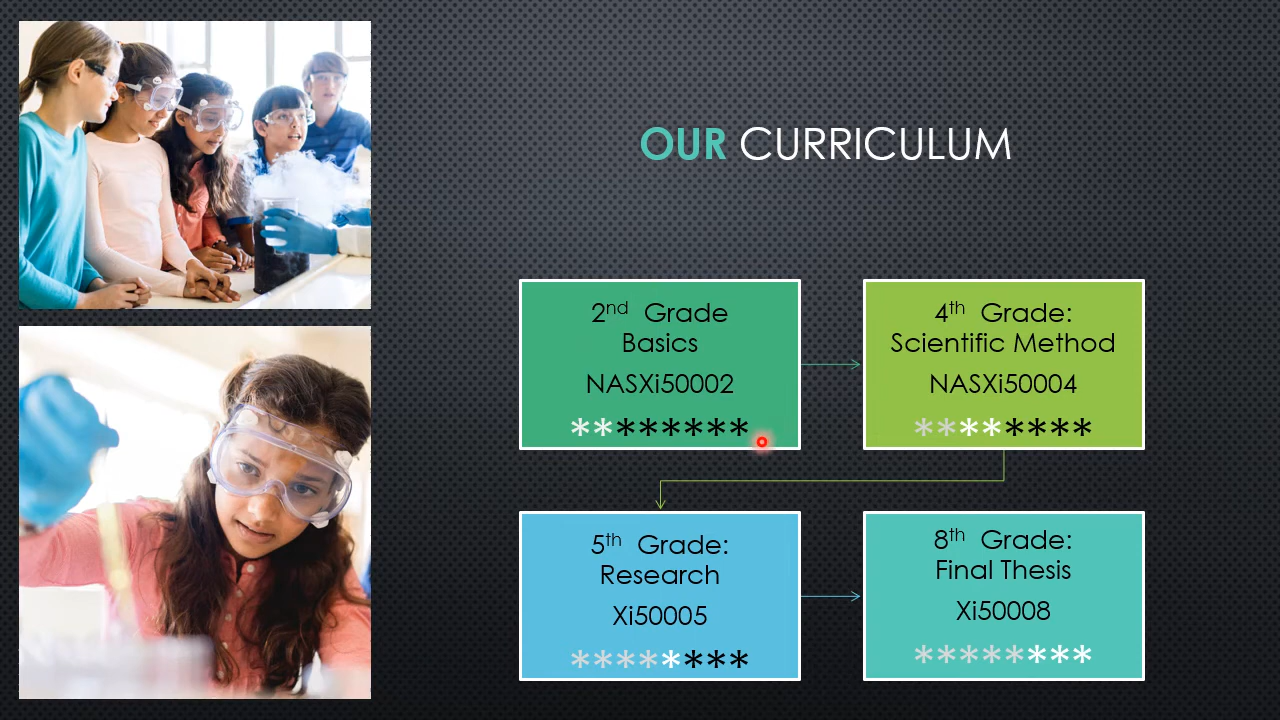 OUR CURRICULUM
2nd Grade
Basics
NASXi50002
********
4th Grade:
Scientific Method
NASXi50004
********
5th Grade:
Research
Xi50005
********
8th Grade:
Final Thesis
Xi50008
********